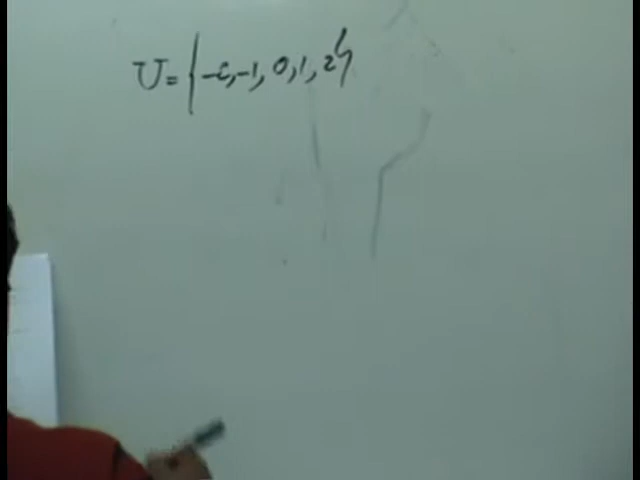 U = {-2, -1, 0, 1, 2}